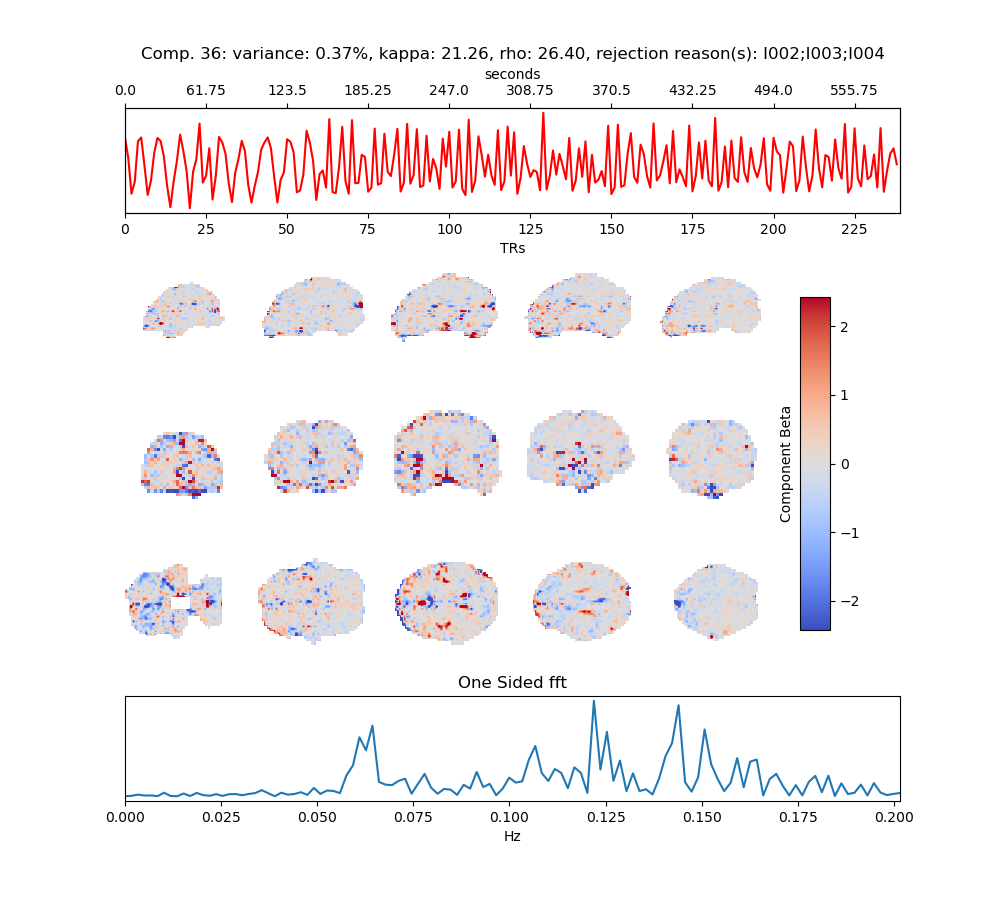 Comp. 36: variance: 0.37%, kappa: 21.26, rho: 26.40, rejection reason(s): I002;I003;I004
seconds
0.0 61.75 123.5 185.25 247.0 308.75 370.5 432.25 494.0 555.75
0 25 50 75 100 125 150 175 200 225
TRs
Component Beta
2
1
0
−1
−2
One Sided fft
0.000 0.025 0.050 0.075 0.100 0.125 0.150 0.175 0.200
Hz